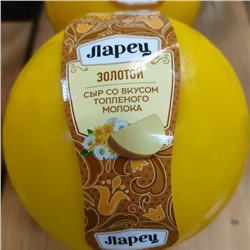 Ларец
ЗОЛОТОЙ
СЫР СО ВКУСОМ
ТОПЛЕНОГО
МОЛОКА
Ларец